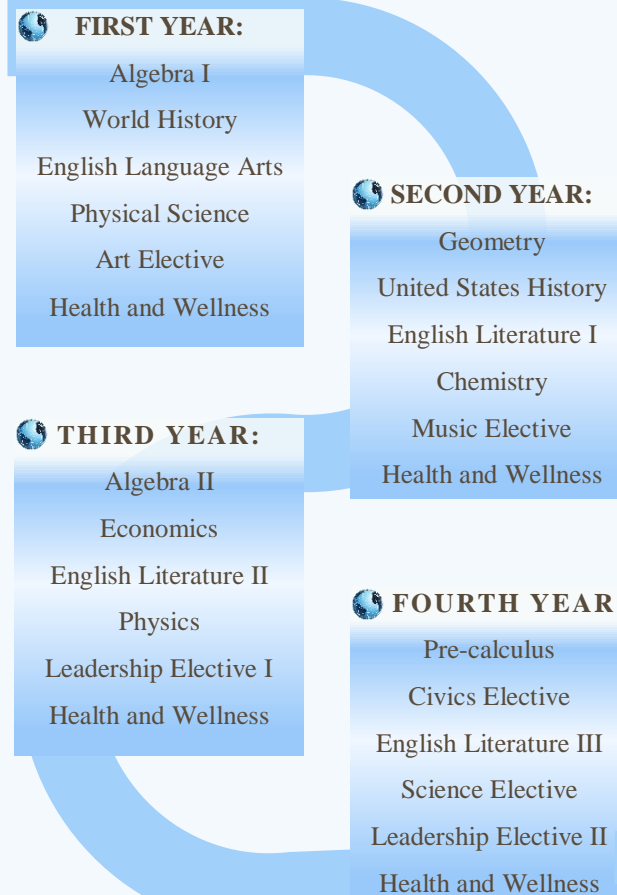 FIRST YEAR:
Algebra I
World History
English Language Arts
Physical Science
Art Elective
Health and Wellness
SECOND YEAR:
Geometry
United States History
English Literature I
Chemistry
Music Elective
Health and Wellness
THIRD YEAR:
Algebra II
Economics
English Literature II
Physics
Leadership Elective I
Health and Wellness
FOURTH YEAR
Pre-calculus
Civics Elective
English Literature III
Science Elective
Leadership Elective II
Health and Wellness